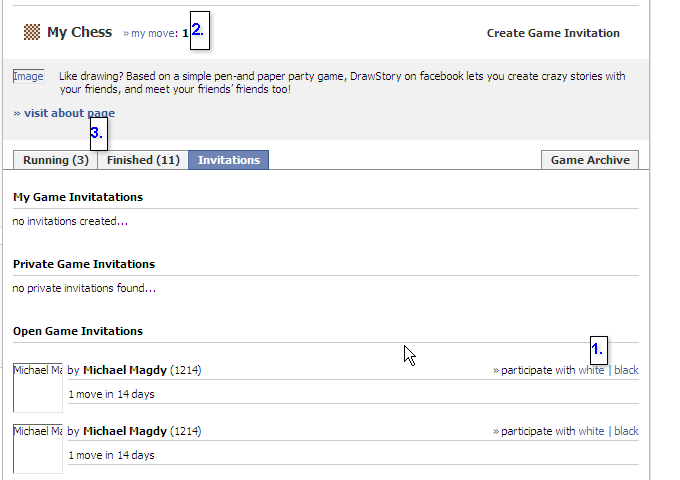 My Chess » my move: 1 2. Create Game Invitation
Image Like drawing? Based on a simple pen-and paper party game, DrawStory on facebook lets you create crazy stories with
your friends, and meet your friends' friends too!
» visit about page
3.
Running (3) Finished (11) Invitations Game Archive
My Game Invitatations
no invitations created...
Private Game Invitations
no private invitations found...
Open Game Invitations
1.
Michael Ma by Michael Magdy (1214) » participate with white | black
1 move in 14 days
Michael Ma by Michael Magdy (1214) » participate with white | black
1 move in 14 days